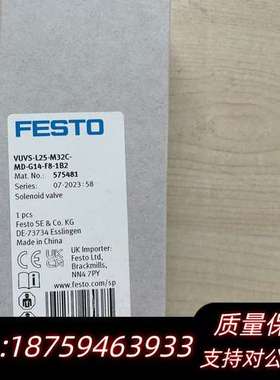 FESTO
VUVS-L25-M32C-
MD-G14-F8-1B2
Mat. No.: 575481
Series: 07-2023:58
Solenoid valve
1 pcs
Festo SE & Co. KG
DE-73734 Esslingen
Made in China
UK Importer:
Festo Ltd,
Brackmills,
NN4 7PY
www.festo.com/sp
质量保
:18759463933
支持对公